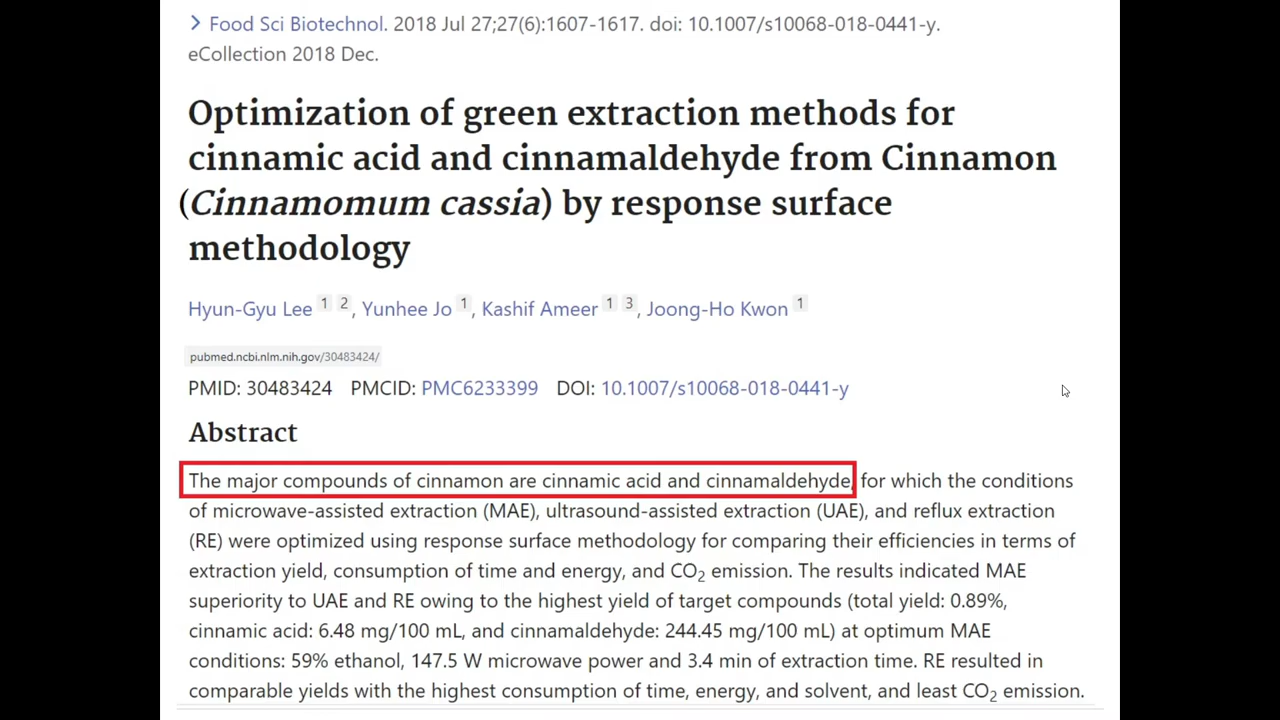 > Food Sci Biotechnol. 2018 Jul 27;27(6):1607-1617. doi: 10.1007/s10068-018-0441-y.
eCollection 2018 Dec.
Optimization of green extraction methods for
cinnamic acid and cinnamaldehyde from Cinnamon
(Cinnamomum cassia) by response surface
methodology
Hyun-Gyu Lee 1 2, Yunhee Jo 1, Kashif Ameer 1 3, Joong-Ho Kwon 1
pubmed.ncbi.nlm.nih.gov/30483424/
PMID: 30483424 PMCID: PMC6233399 DOI: 10.1007/s10068-018-0441-y
Abstract
The major compounds of cinnamon are cinnamic acid and cinnamaldehyde, for which the conditions
of microwave-assisted extraction (MAE), ultrasound-assisted extraction (UAE), and reflux extraction
(RE) were optimized using response surface methodology for comparing their efficiencies in terms of
extraction yield, consumption of time and energy, and CO2 emission. The results indicated MAE
superiority to UAE and RE owing to the highest yield of target compounds (total yield: 0.89%,
cinnamic acid: 6.48 mg/100 mL, and cinnamaldehyde: 244.45 mg/100 mL) at optimum MAE
conditions: 59% ethanol, 147.5 W microwave power and 3.4 min of extraction time. RE resulted in
comparable yields with the highest consumption of time, energy, and solvent, and least CO2 emission.